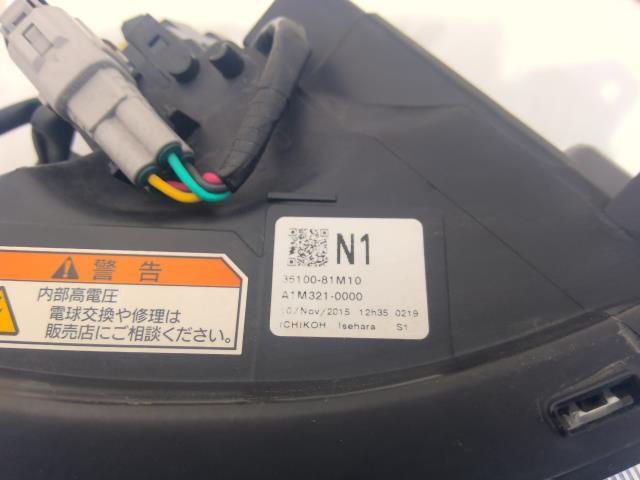 警告
内部高電圧
電球交換や修理は
販売店にご相談ください。
N1
35100-81M10
A1M321-0000
10/Nov/2015 12h35 0219
ICHIKOH Isehara S1